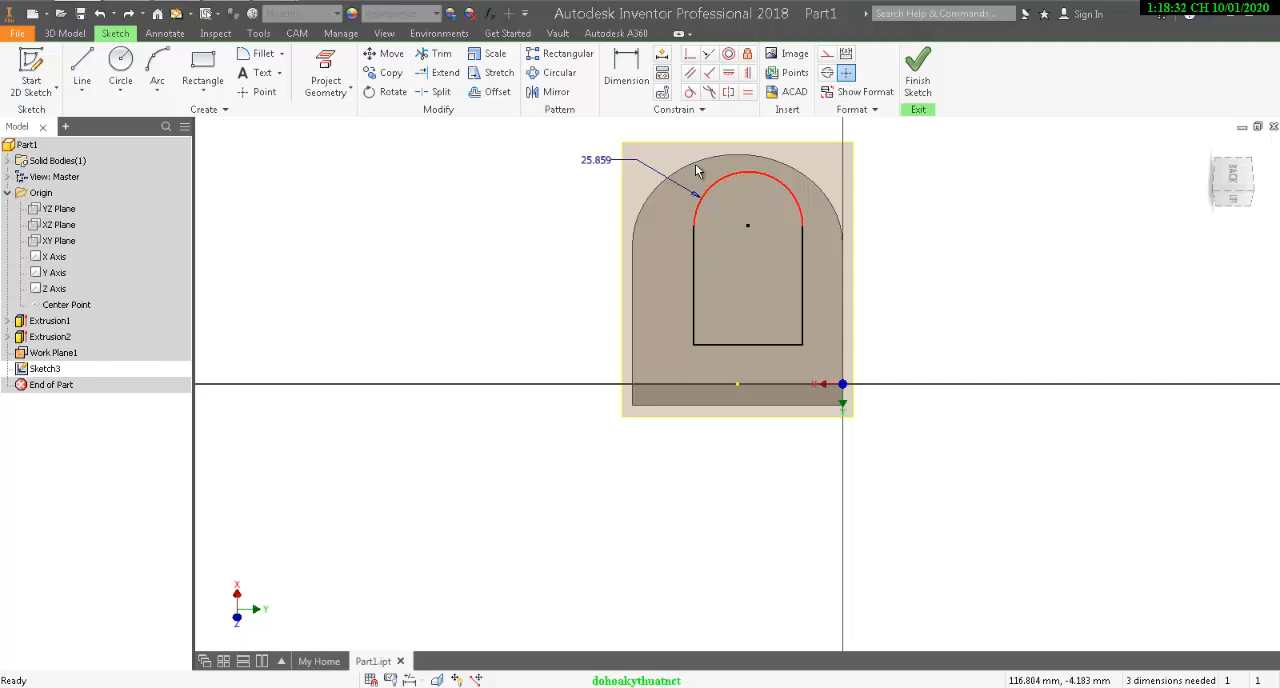 Autodesk Inventor Professional 2018 Part1
Search Help & Commands...
Sign In
1:18:32 CH 10/01/2020
File 3D Model Sketch Annotate Inspect Tools CAM Manage View Environments Get Started Vault Autodesk A360
Start
2D Sketch
Line Circle Arc Rectangle
Fillet
Text
Point
Project
Geometry
Move Trim Scale
Copy Extend Stretch
Rotate Split Offset
Rectangular
Circular
Mirror
Dimension
Image
Points
ACAD
Show Format
Finish
Sketch
Sketch Create Modify Pattern Constrain Insert Format Exit
Model
Part1
Solid Bodies(1)
View: Master
Origin
YZ Plane
XZ Plane
XY Plane
X Axis
Y Axis
Z Axis
Center Point
Extrusion1
Extrusion2
Work Plane1
Sketch3
End of Part
25.859
X
Y
BACK
X
Y
Z
My Home Part1.ipt
Ready
dohoakythuatnet
116.804 mm, -4.183 mm 3 dimensions needed 1 1